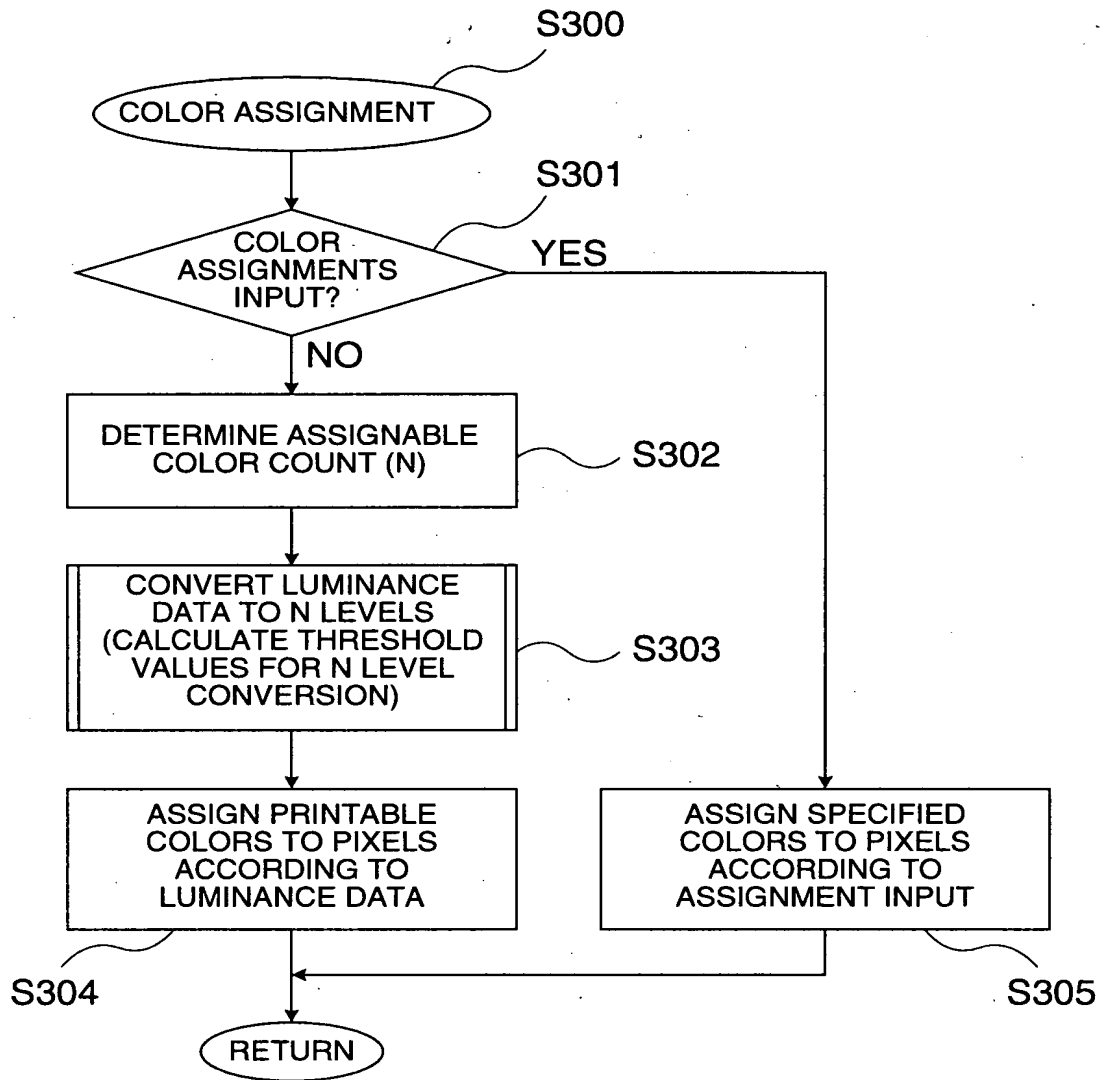 S300
COLOR ASSIGNMENT
S301
COLOR
ASSIGNMENTS
INPUT?
YES
NO
DETERMINE ASSIGNABLE
COLOR COUNT (N)
S302
CONVERT LUMINANCE
DATA TO N LEVELS
(CALCULATE THRESHOLD
VALUES FOR N LEVEL
CONVERSION)
S303
ASSIGN PRINTABLE
COLORS TO PIXELS
ACCORDING TO
LUMINANCE DATA
S304
ASSIGN SPECIFIED
COLORS TO PIXELS
ACCORDING TO
ASSIGNMENT INPUT
S305
RETURN